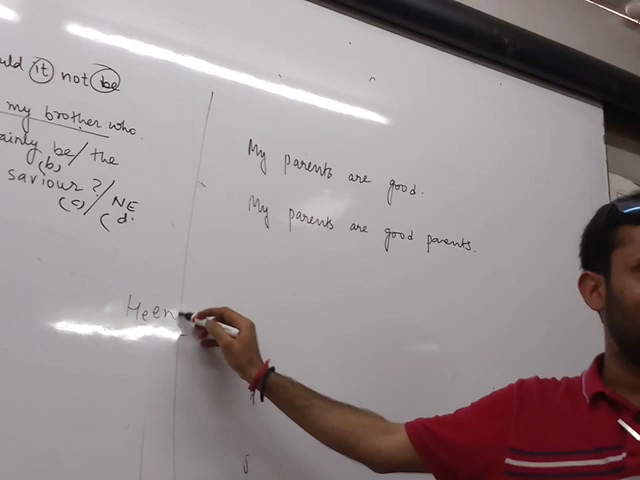 uld it not be
my brother who
ainly be/ the
(b)
saviour ?/ NE
(c) (d.
My parents are good.
My parents are good parents.
Heen